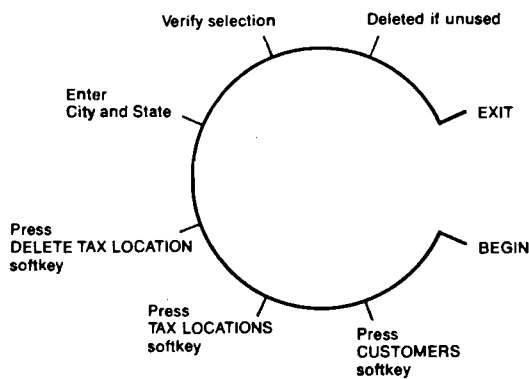 Verify selection
Deleted if unused
Enter
City and State
EXIT
Press
DELETE TAX LOCATION
softkey
BEGIN
Press
TAX LOCATIONS
softkey
Press
CUSTOMERS
softkey